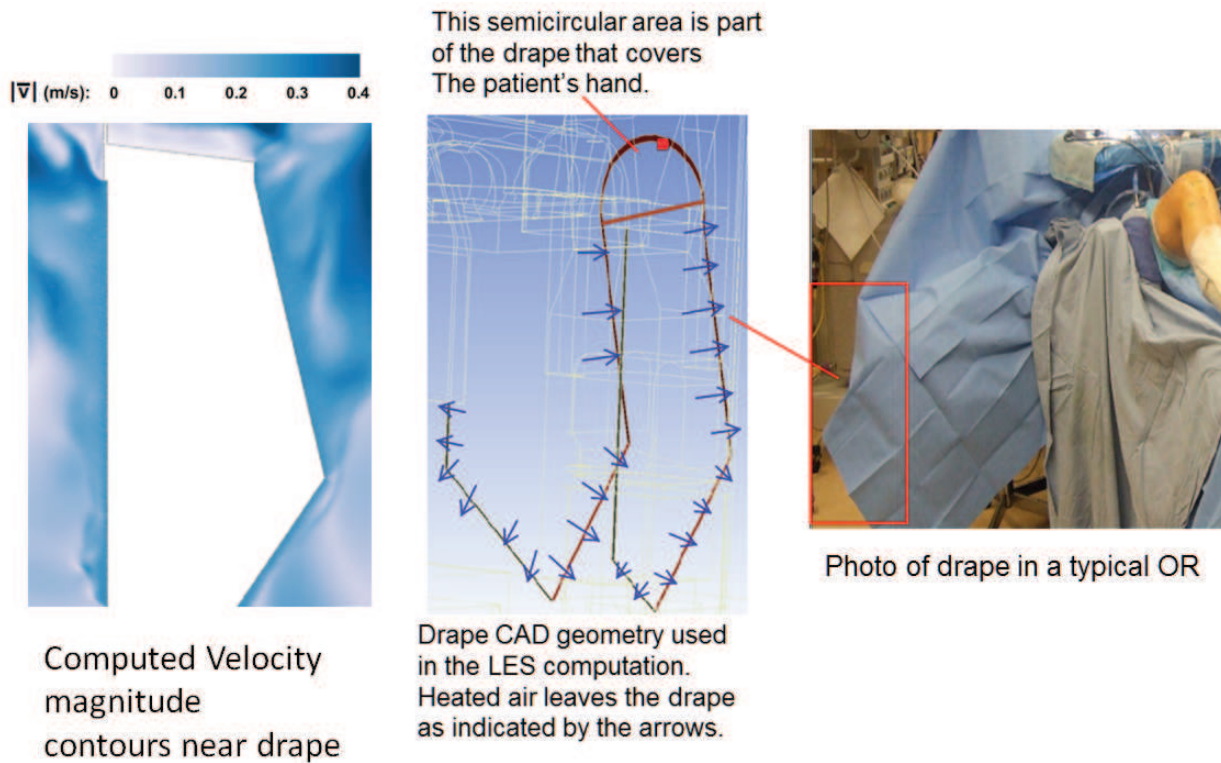 This semicircular area is part
of the drape that covers
The patient's hand.
|v̅| (m/s): 0 0.1 0.2 0.3 0.4
Computed Velocity
magnitude
contours near drape
Drape CAD geometry used
in the LES computation.
Heated air leaves the drape
as indicated by the arrows.
Photo of drape in a typical OR